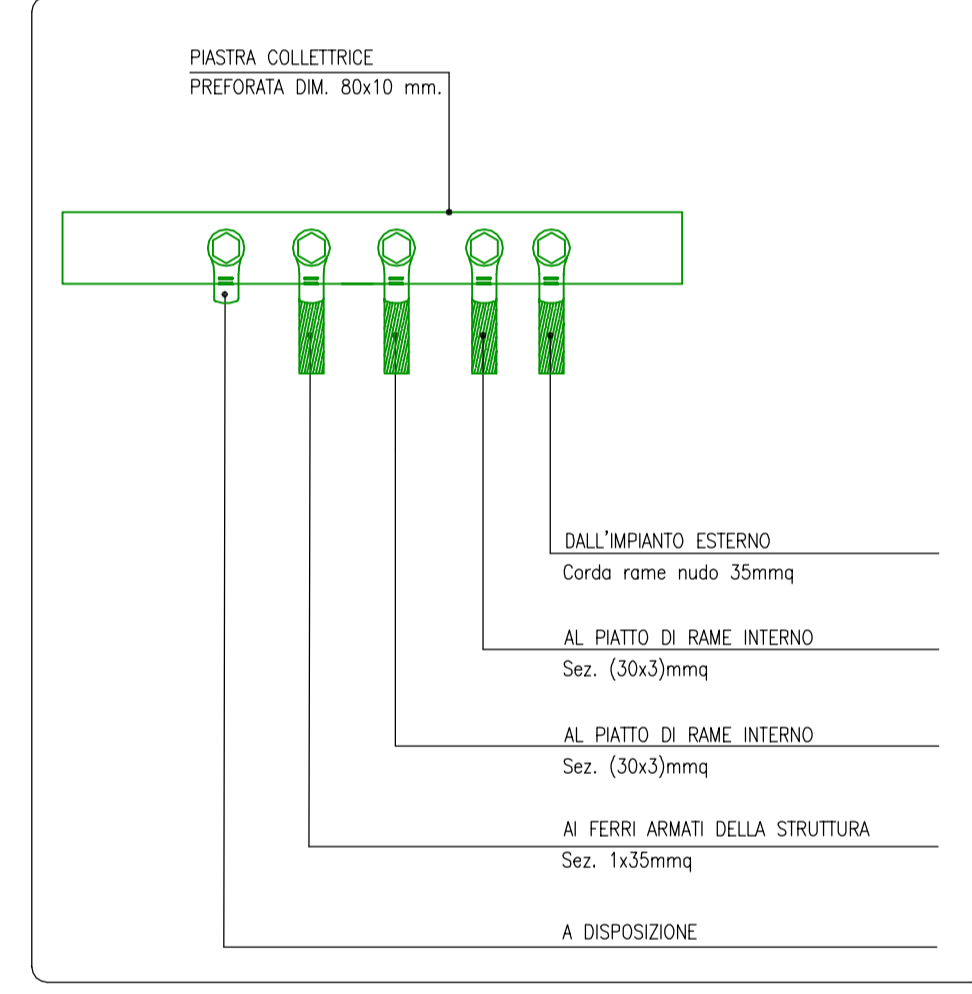 PIASTRA COLLETTRICE
PREFORATA DIM. 80x10 mm.
DALL'IMPIANTO ESTERNO
Corda rame nudo 35mmq
AL PIATTO DI RAME INTERNO
Sez. (30x3)mmq
AL PIATTO DI RAME INTERNO
Sez. (30x3)mmq
AI FERRI ARMATI DELLA STRUTTURA
Sez. 1x35mmq
A DISPOSIZIONE